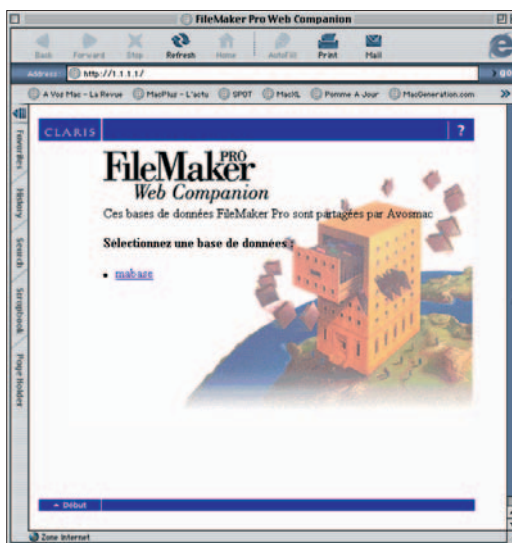 FileMaker Pro Web Companion
Back Forward Stop Refresh Home AutoFill Print Mail
Address http://1.1.1.1/ go
A Vos Mac - La Revue MacPlus - L'actu SPOT MacXL Pomme A Jour MacGeneration.com
Favorites
History
Search
Scrapbook
Page Holder
CLARIS ?
FileMaker PRO
Web Companion
Ces bases de données FileMaker Pro sont partagées par Avosmac
Sélectionnez une base de données :
• mabase
Début
Zone Internet